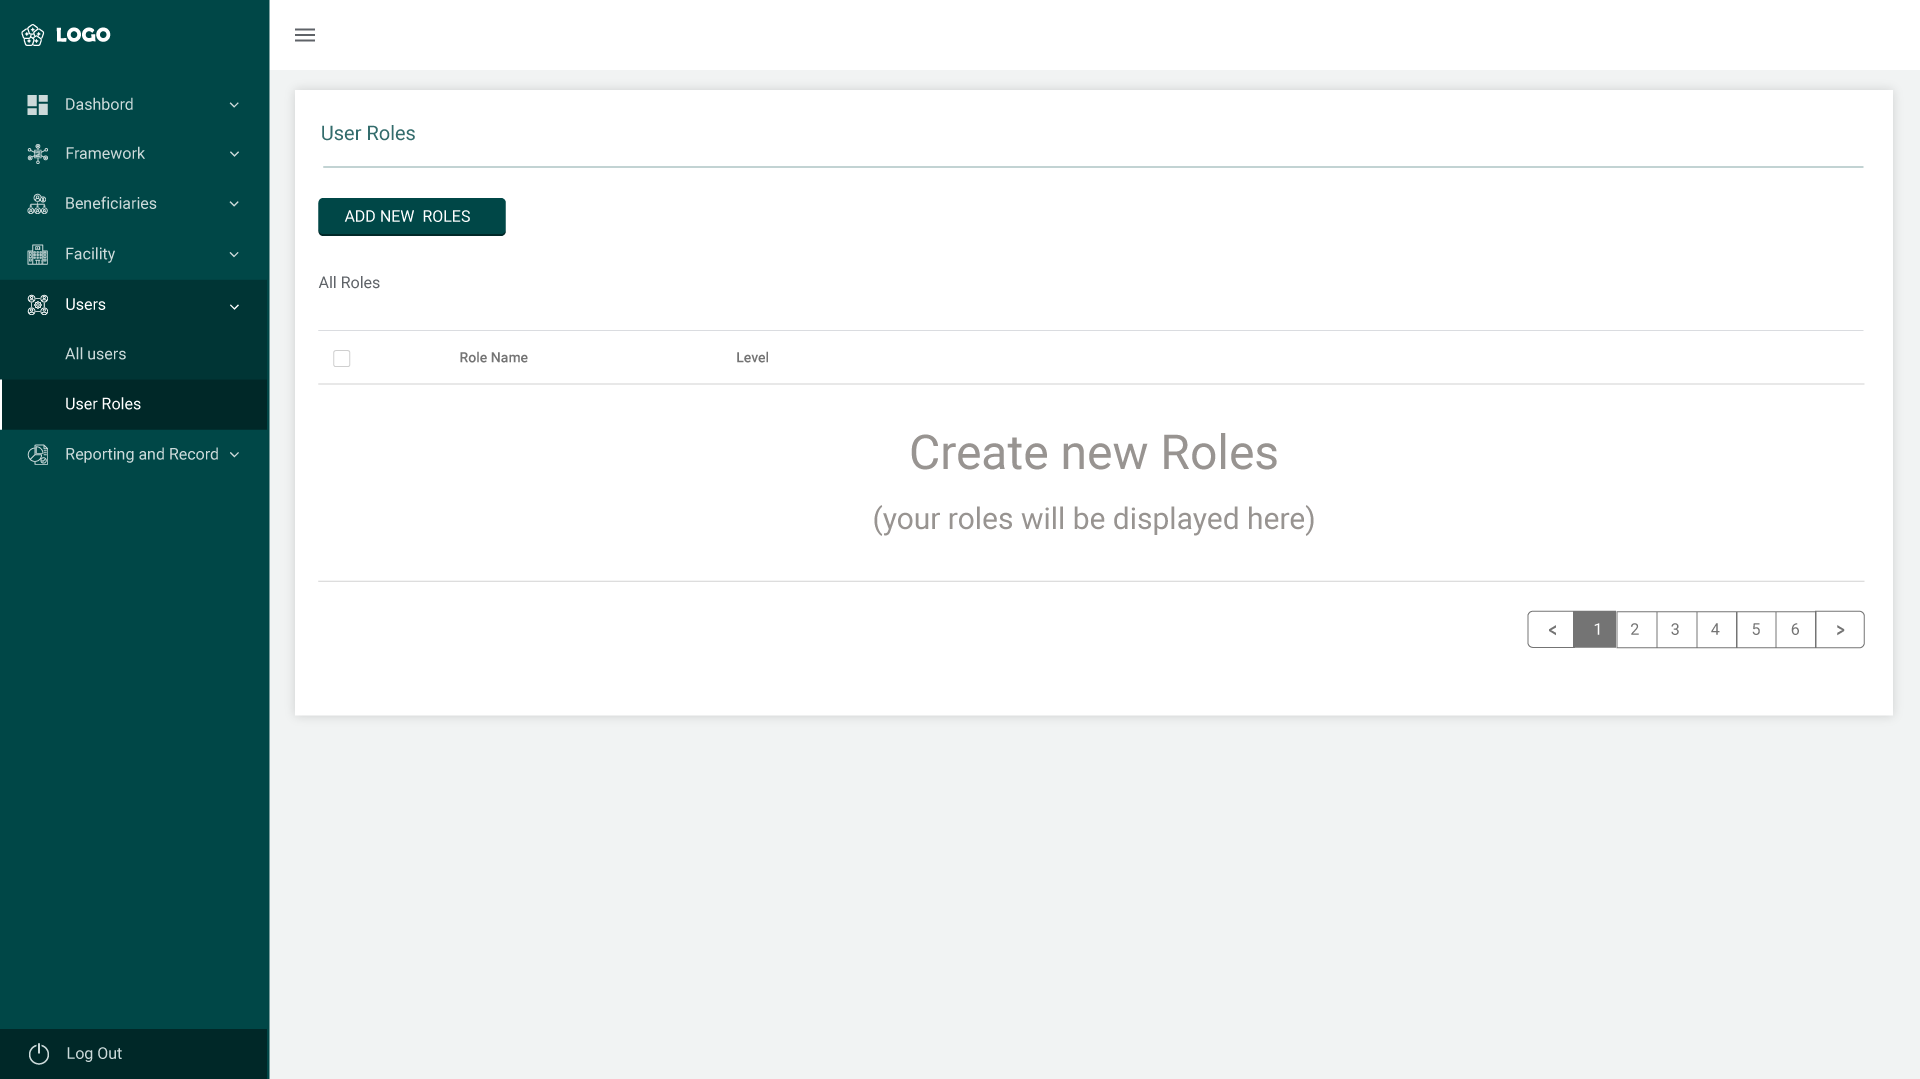 LOGO
Dashbord
Framework
Beneficiaries
Facility
Users
All users
User Roles
Reporting and Record
Log Out
User Roles
ADD NEW ROLES
All Roles
Role Name Level
Create new Roles
(your roles will be displayed here)
< 1 2 3 4 5 6 >